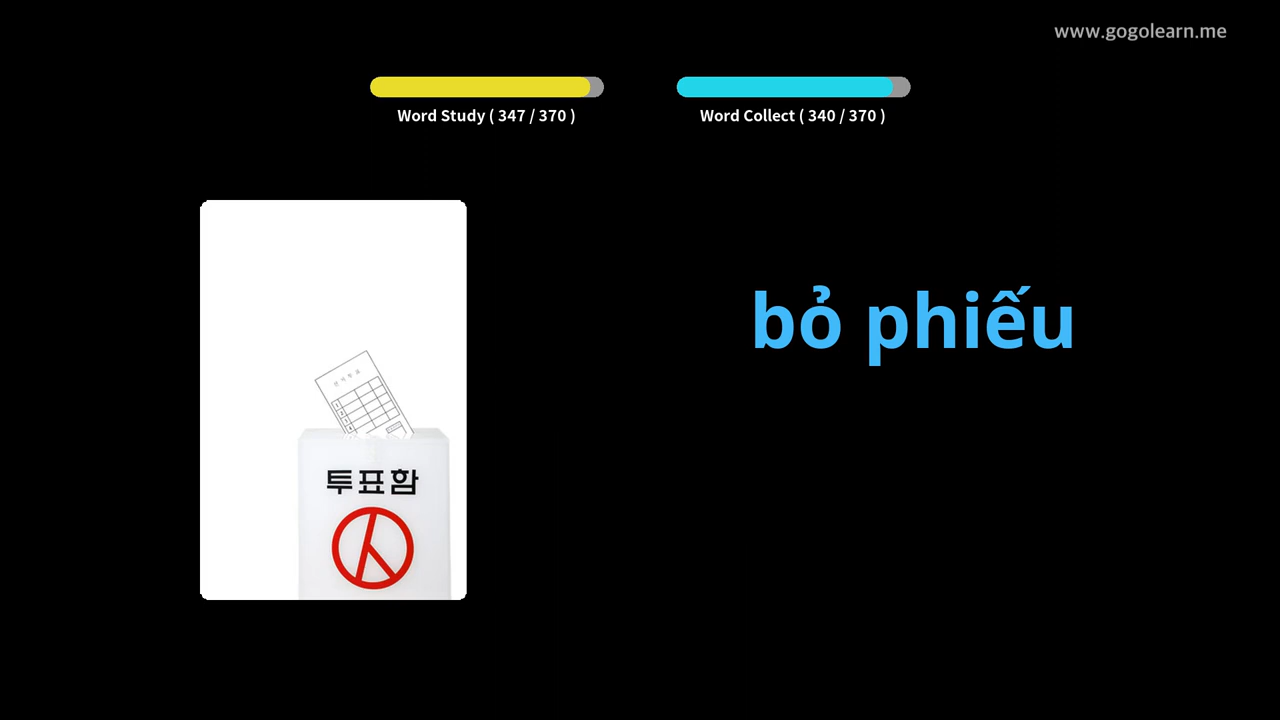 www.gogolearn.me
Word Study ( 347 / 370 )
Word Collect ( 340 / 370 )
bỏ phiếu
투표함